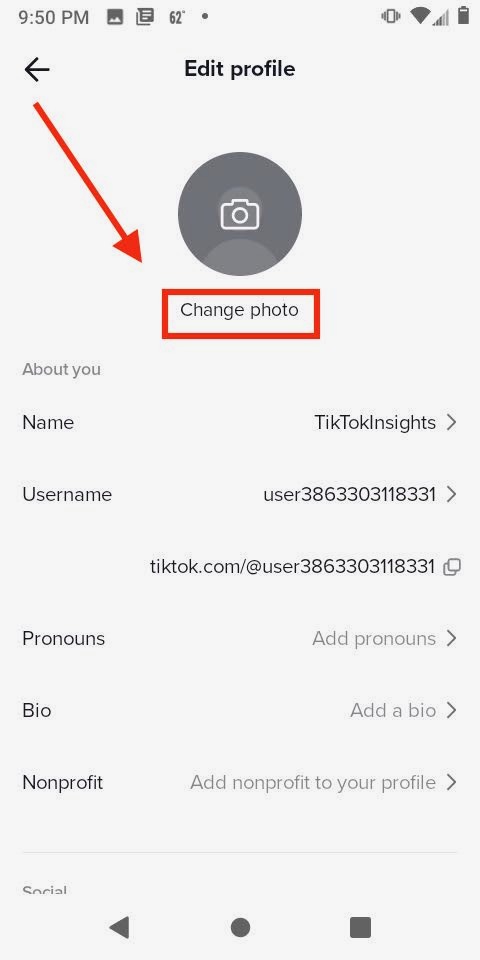 9:50 PM 62°
Edit profile
Change photo
About you
Name TikTokInsights
Username user3863303118331
tiktok.com/@user3863303118331
Pronouns Add pronouns
Bio Add a bio
Nonprofit Add nonprofit to your profile
Social